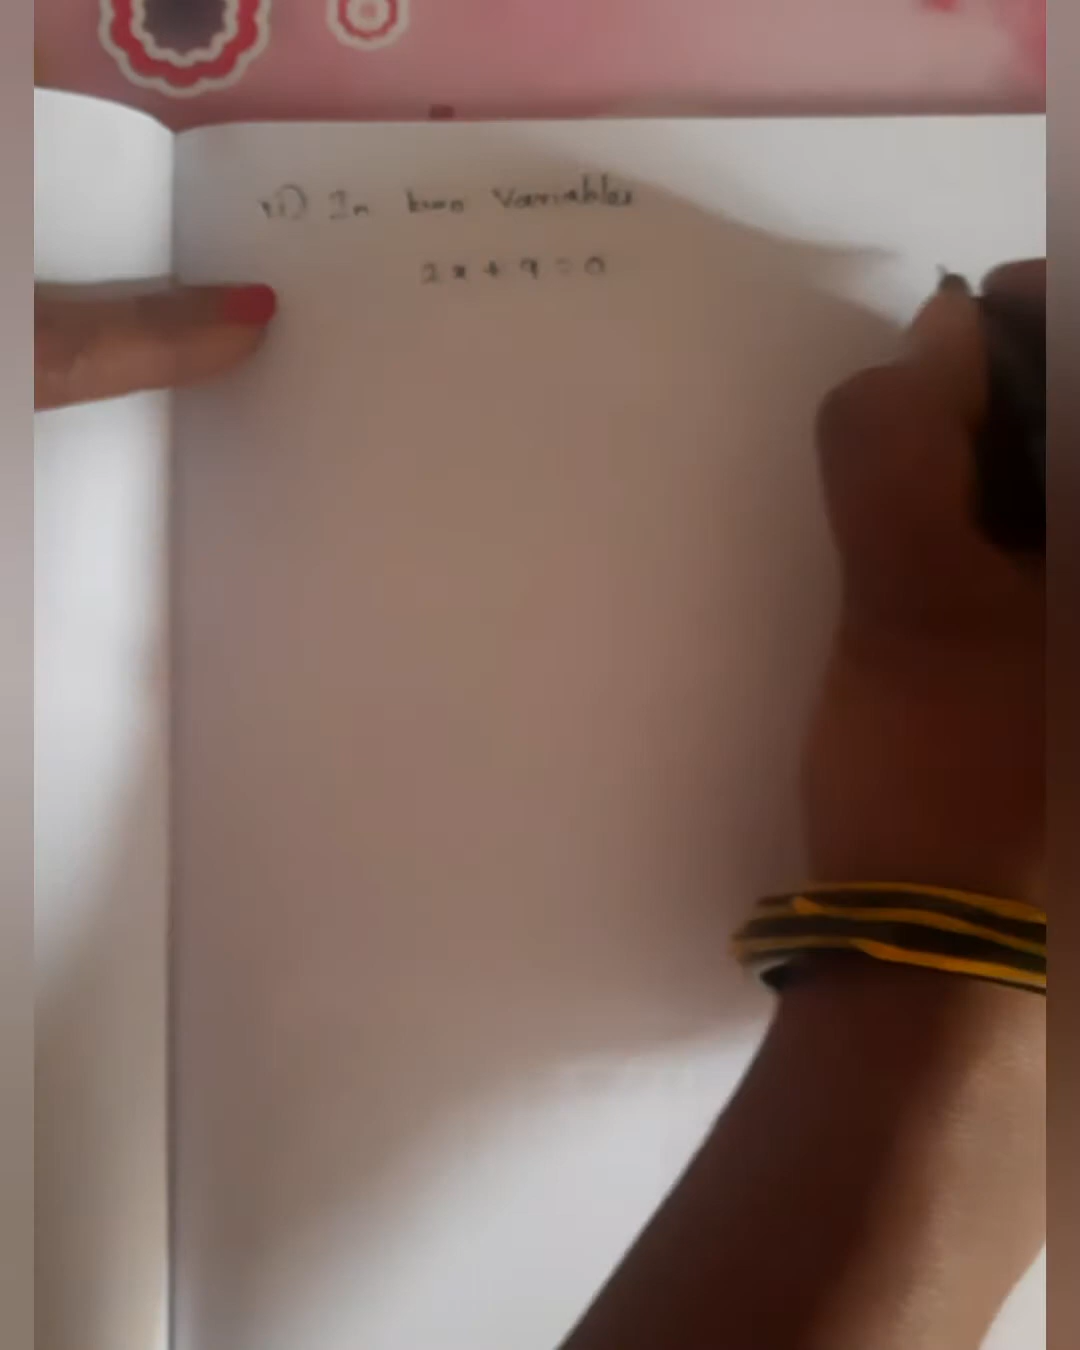 ii) In two Variables
2x + 9 = 0